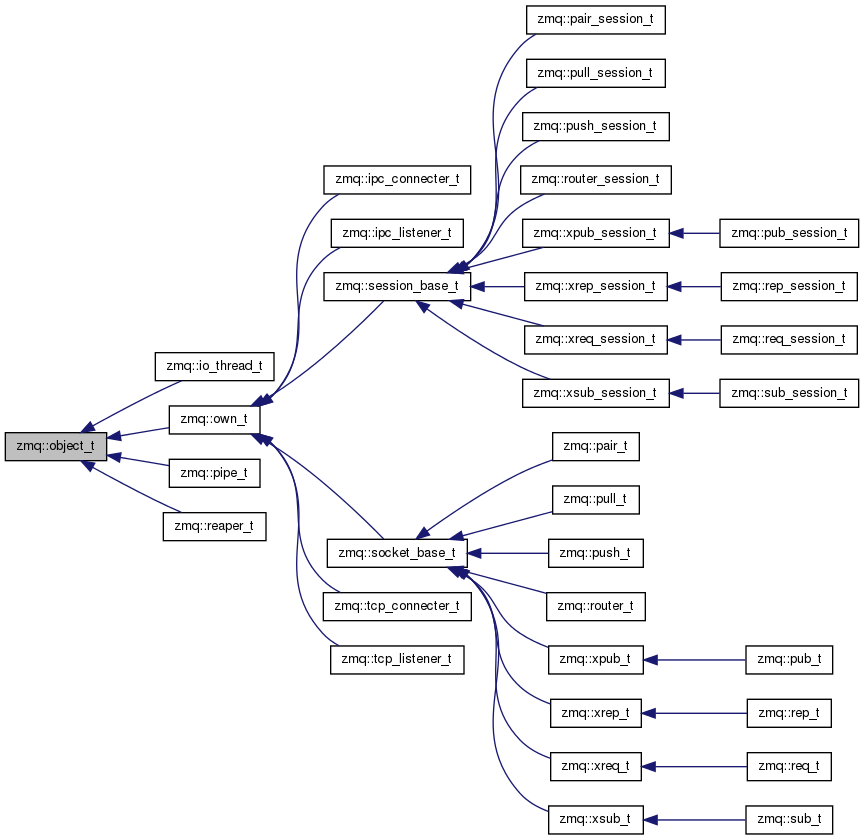 zmq::pair_session_t
zmq::pull_session_t
zmq::push_session_t
zmq::ipc_connecter_t
zmq::router_session_t
zmq::ipc_listener_t
zmq::xpub_session_t
zmq::pub_session_t
zmq::session_base_t
zmq::xrep_session_t
zmq::rep_session_t
zmq::xreq_session_t
zmq::req_session_t
zmq::io_thread_t
zmq::xsub_session_t
zmq::sub_session_t
zmq::own_t
zmq::object_t
zmq::pair_t
zmq::pipe_t
zmq::pull_t
zmq::reaper_t
zmq::socket_base_t
zmq::push_t
zmq::tcp_connecter_t
zmq::router_t
zmq::tcp_listener_t
zmq::xpub_t
zmq::pub_t
zmq::xrep_t
zmq::rep_t
zmq::xreq_t
zmq::req_t
zmq::xsub_t
zmq::sub_t